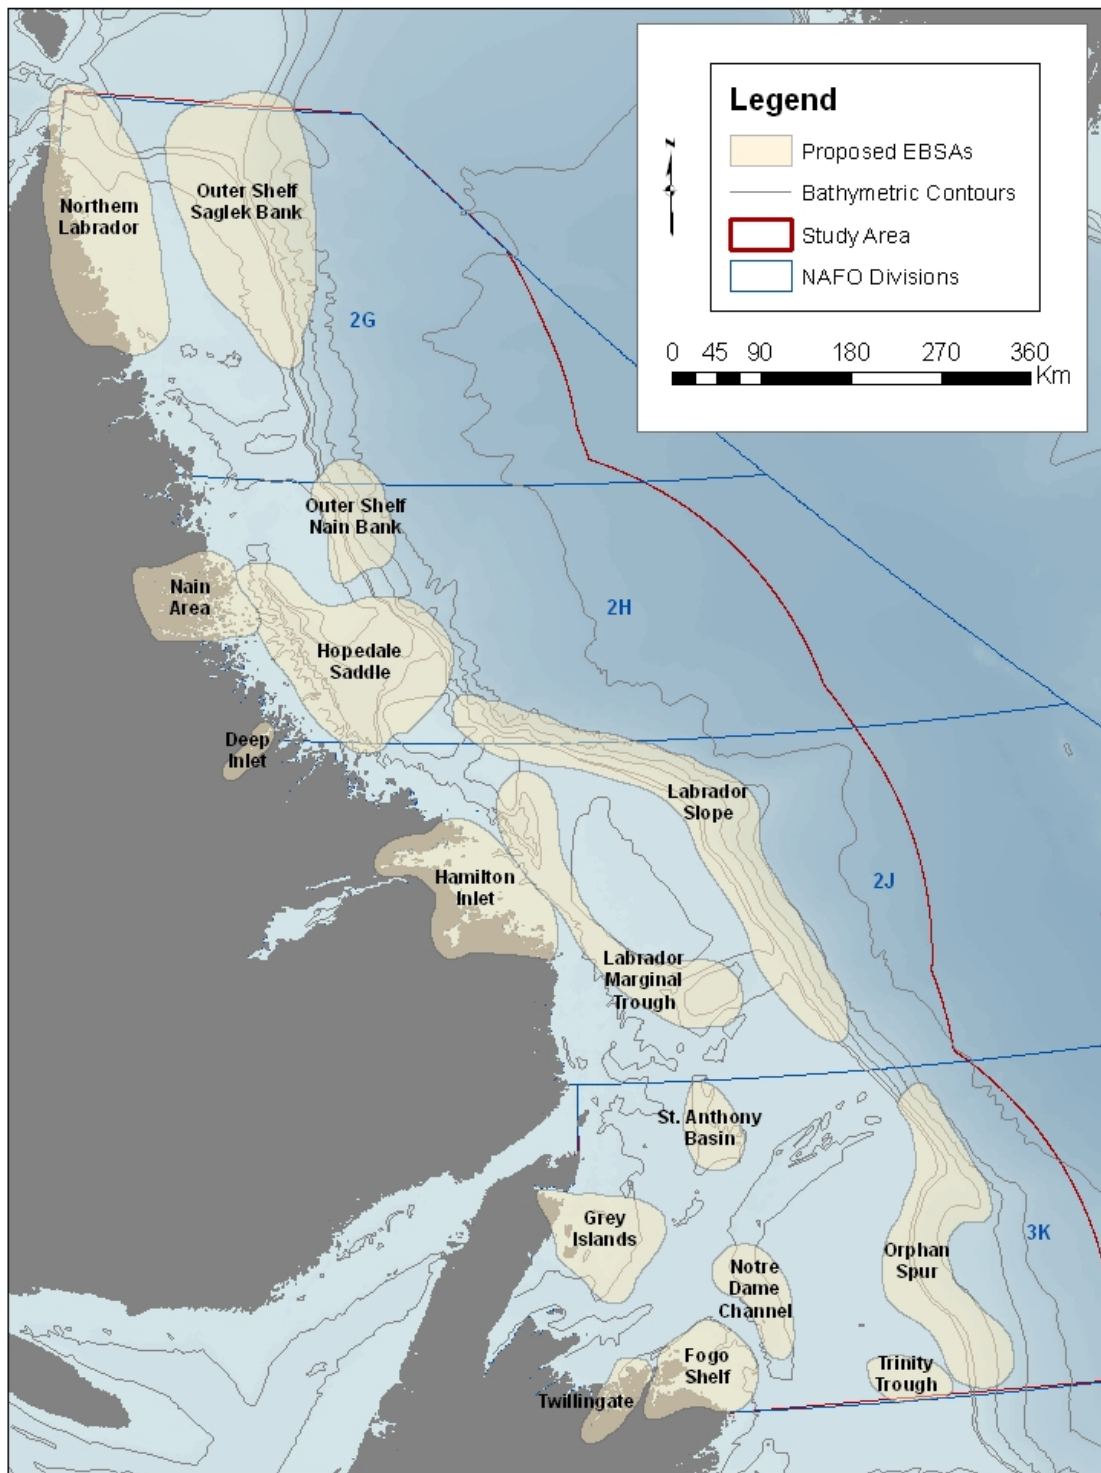 Legend
Proposed EBSAs
Bathymetric Contours
Study Area
NAFO Divisions
N
0 45 90 180 270 360
Km
Northern
Labrador
Outer Shelf
Saglek Bank
2G
Outer Shelf
Nain Bank
Nain
Area
2H
Hopedale
Saddle
Deep
Inlet
Labrador
Slope
Hamilton
Inlet
2J
Labrador
Marginal
Trough
St. Anthony
Basin
Grey
Islands
3K
Orphan
Spur
Notre
Dame
Channel
Fogo
Shelf
Trinity
Trough
Twillingate